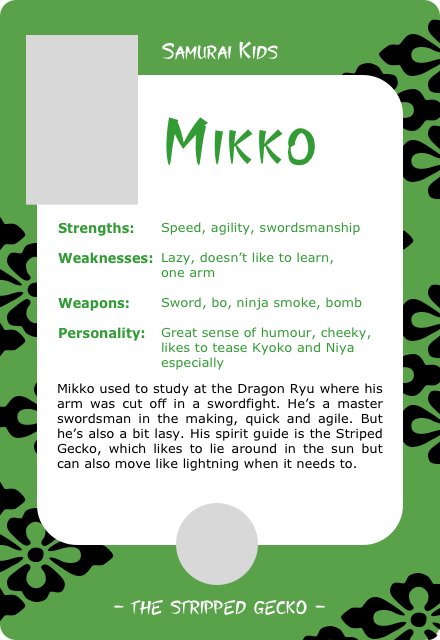 Samurai Kids
Mikko
Strengths: Speed, agility, swordsmanship
Weaknesses: Lazy, doesn't like to learn,
one arm
Weapons: Sword, bo, ninja smoke, bomb
Personality: Great sense of humour, cheeky,
likes to tease Kyoko and Niya
especially
Mikko used to study at the Dragon Ryu where his
arm was cut off in a swordfight. He's a master
swordsman in the making, quick and agile. But
he's also a bit lasy. His spirit guide is the Striped
Gecko, which likes to lie around in the sun but
can also move like lightning when it needs to.
– The Stripped Gecko –